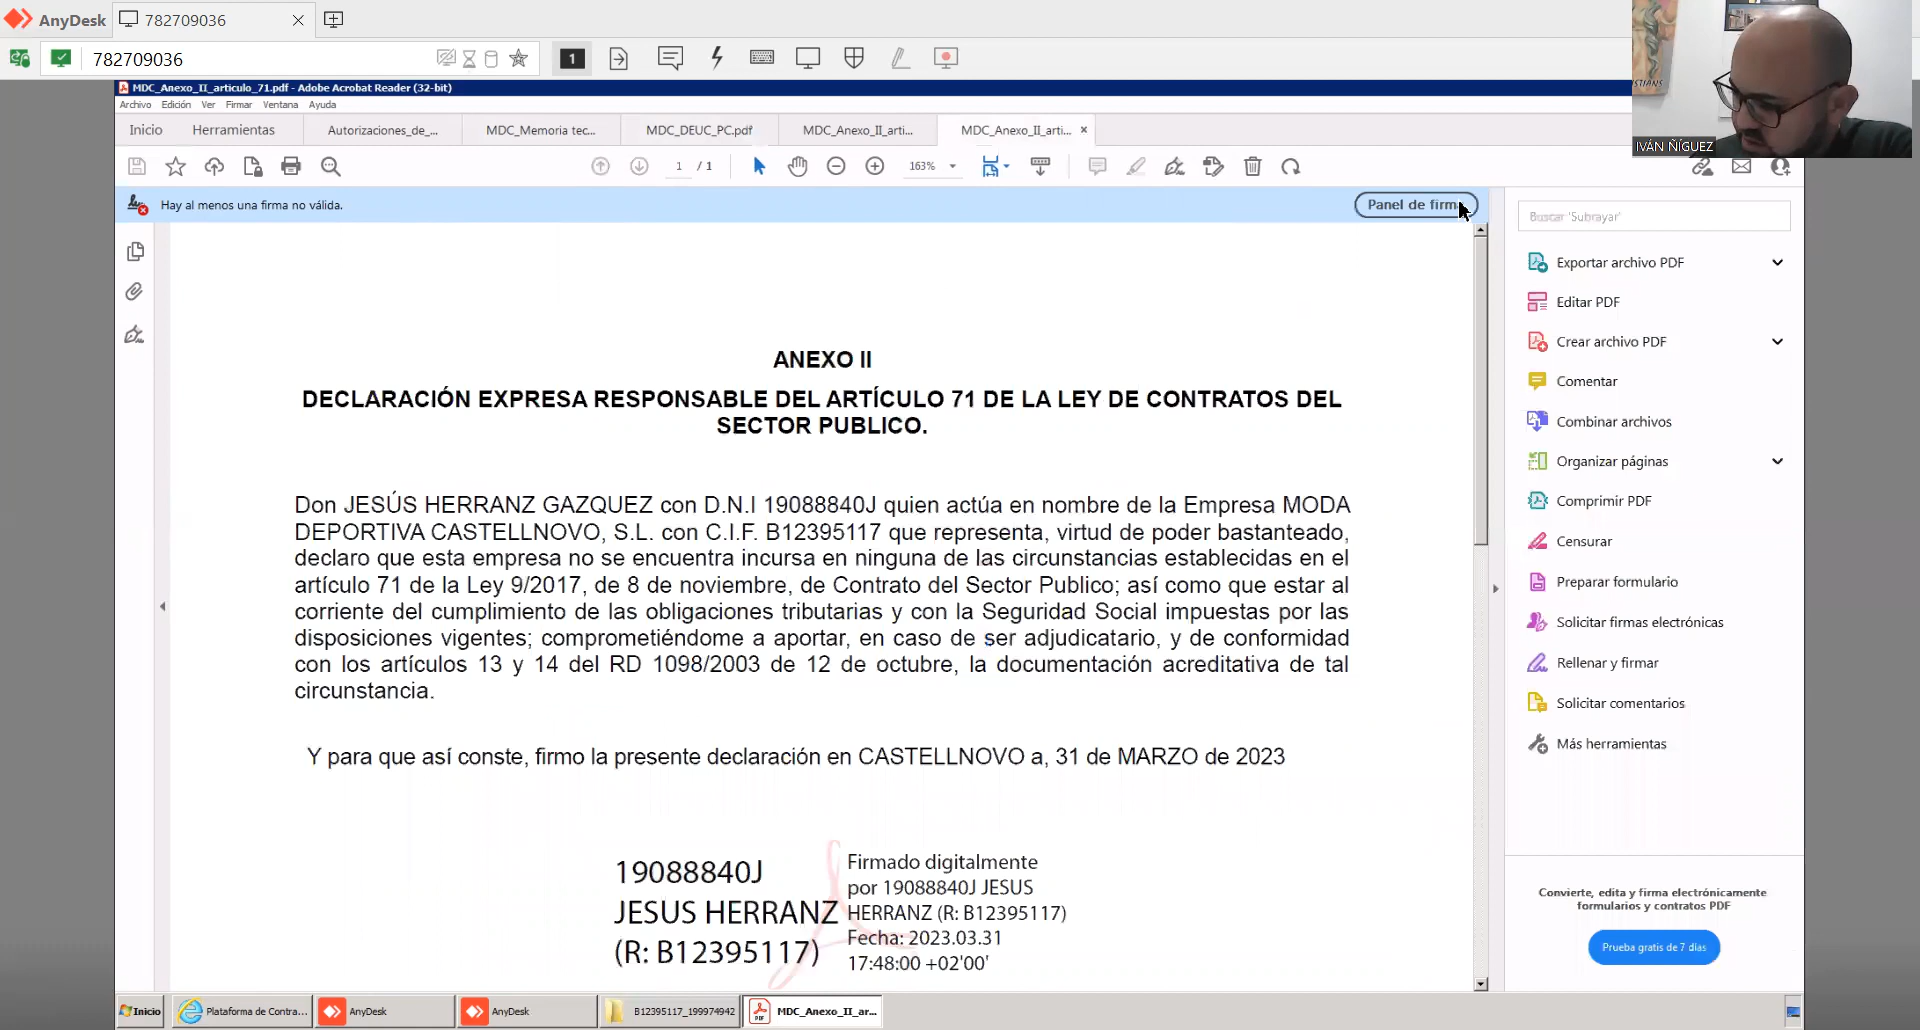 AnyDesk
782709036
782709036
1
MDC_Anexo_II_articulo_71.pdf - Adobe Acrobat Reader (32-bit)
Archivo Edición Ver Firmar Ventana Ayuda
Inicio Herramientas Autorizaciones_de_... MDC_Memoria tec... MDC_DEUC_PC.pdf MDC_Anexo_II_arti... MDC_Anexo_II_arti...
1 / 1 163%
IVÁN ÑÍGUEZ
Hay al menos una firma no válida.
Panel de firm
Buscar 'Subrayar'
Exportar archivo PDF
Editar PDF
Crear archivo PDF
Comentar
Combinar archivos
Organizar páginas
Comprimir PDF
Censurar
Preparar formulario
Solicitar firmas electrónicas
Rellenar y firmar
Solicitar comentarios
Más herramientas
Convierte, edita y firma electrónicamente
formularios y contratos PDF
Prueba gratis de 7 días
ANEXO II
DECLARACIÓN EXPRESA RESPONSABLE DEL ARTÍCULO 71 DE LA LEY DE CONTRATOS DEL
SECTOR PUBLICO.
Don JESÚS HERRANZ GAZQUEZ con D.N.I 19088840J quien actúa en nombre de la Empresa MODA
DEPORTIVA CASTELLNOVO, S.L. con C.I.F. B12395117 que representa, virtud de poder bastanteado,
declaro que esta empresa no se encuentra incursa en ninguna de las circunstancias establecidas en el
artículo 71 de la Ley 9/2017, de 8 de noviembre, de Contrato del Sector Publico; así como que estar al
corriente del cumplimiento de las obligaciones tributarias y con la Seguridad Social impuestas por las
disposiciones vigentes; comprometiéndome a aportar, en caso de ser adjudicatario, y de conformidad
con los artículos 13 y 14 del RD 1098/2003 de 12 de octubre, la documentación acreditativa de tal
circunstancia.
Y para que así conste, firmo la presente declaración en CASTELLNOVO a, 31 de MARZO de 2023
19088840J
JESUS HERRANZ
(R: B12395117)
Firmado digitalmente
por 19088840J JESUS
HERRANZ (R: B12395117)
Fecha: 2023.03.31
17:48:00 +02'00'
Inicio Plataforma de Contra... AnyDesk AnyDesk B12395117_199974942 MDC_Anexo_II_ar...